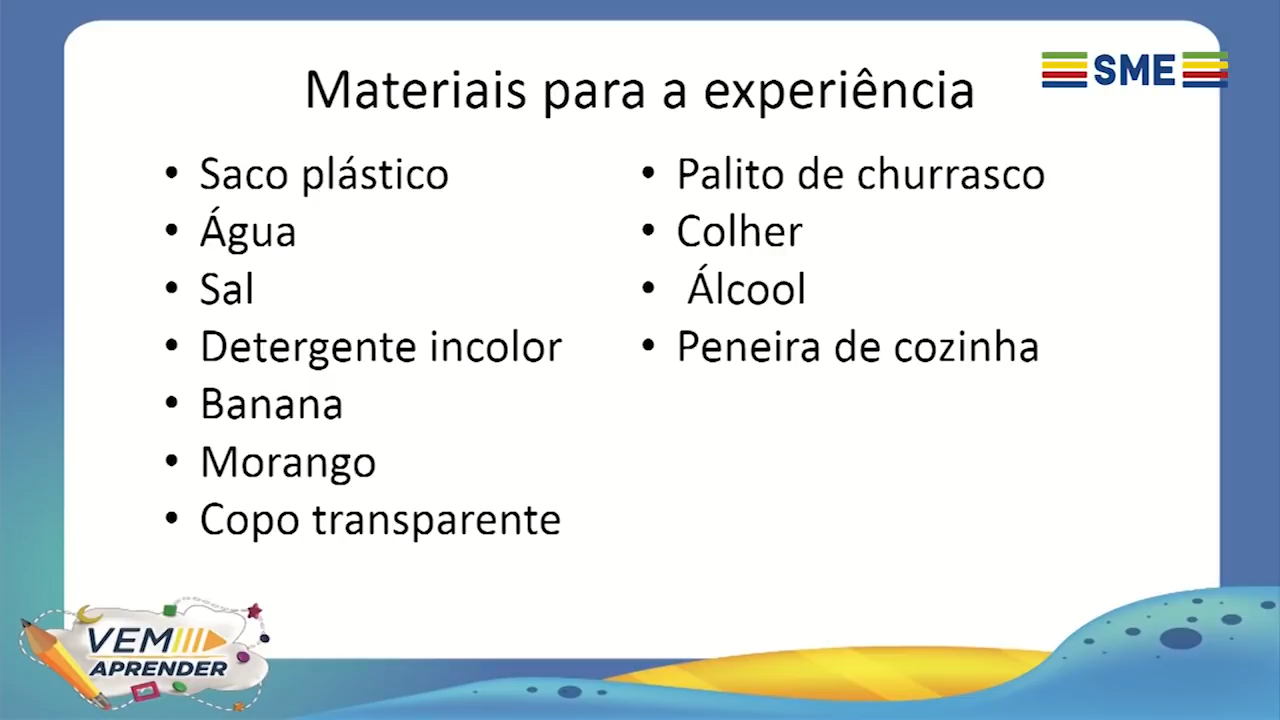 Materiais para a experiência
SME
• Saco plástico
• Água
• Sal
• Detergente incolor
• Banana
• Morango
• Copo transparente
• Palito de churrasco
• Colher
• Álcool
• Peneira de cozinha
VEM
APRENDER